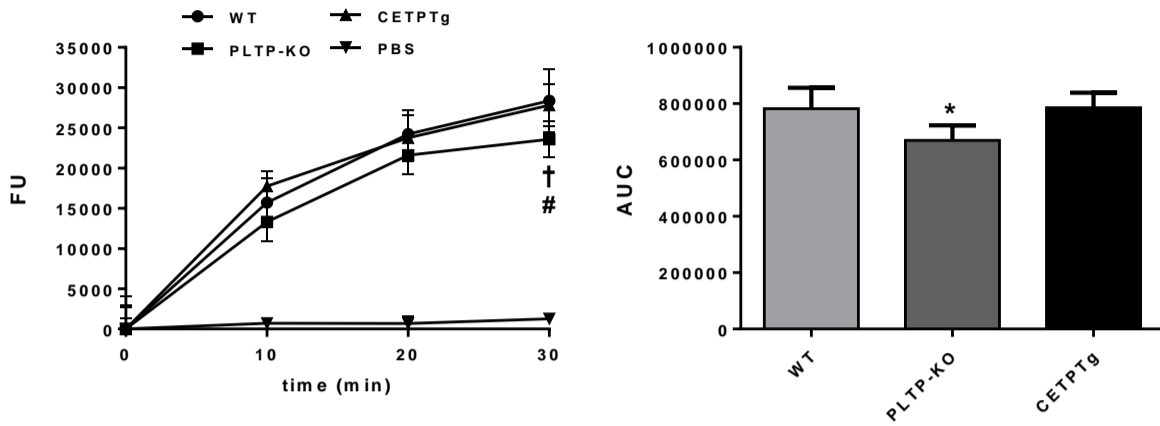 WT
CETPTg
PLTP-KO
PBS
35000
30000
25000
20000
15000
10000
5000
0
FU
0 10 20 30
time (min)
†
#
1000000
800000
600000
400000
200000
0
AUC
*
WT
PLTP-KO
CETPTg